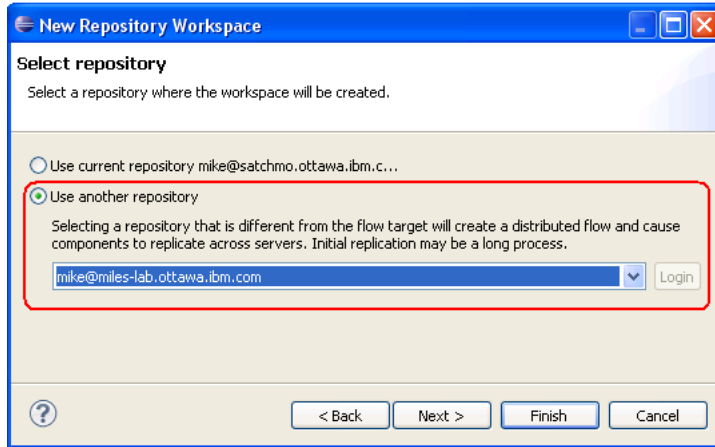 New Repository Workspace
Select repository
Select a repository where the workspace will be created.
Use current repository mike@satchmo.ottawa.ibm.c...
Use another repository
Selecting a repository that is different from the flow target will create a distributed flow and cause
components to replicate across servers. Initial replication may be a long process.
mike@miles-lab.ottawa.ibm.com
Login
?
< Back
Next >
Finish
Cancel